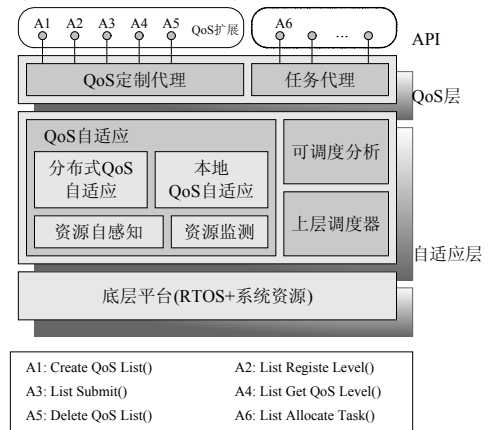 A1 A2 A3 A4 A5 QoS扩展 A6 ... API
QoS定制代理 任务代理
QoS层
QoS自适应
分布式QoS
自适应
本地
QoS自适应
资源自感知 资源监测
可调度分析
上层调度器
自适应层
底层平台(RTOS+系统资源)
A1: Create QoS List() A2: List Registe Level()
A3: List Submit() A4: List Get QoS Level()
A5: Delete QoS List() A6: List Allocate Task()